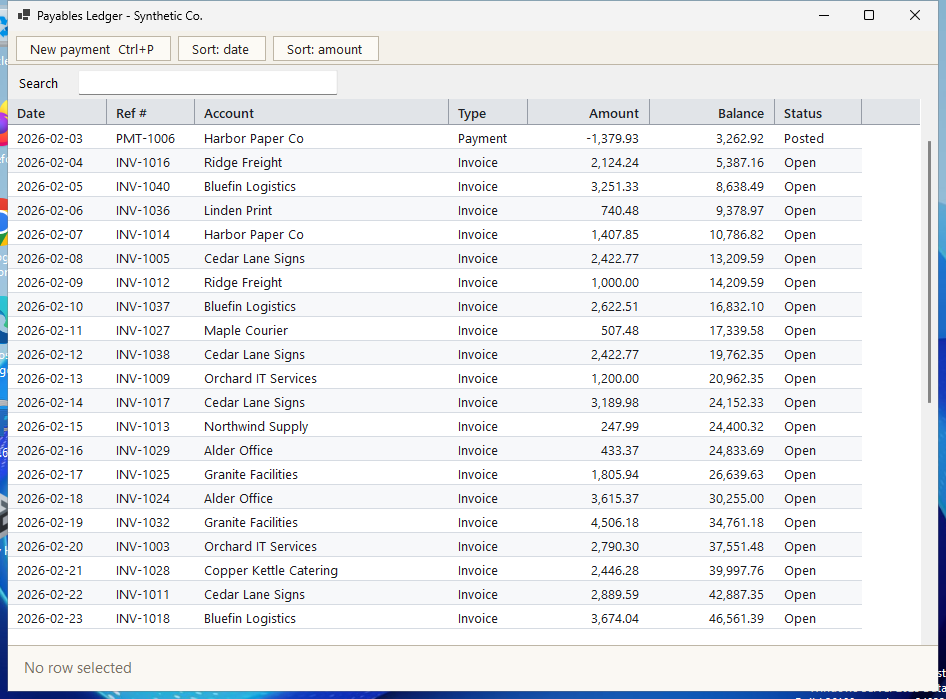 Payables Ledger - Synthetic Co.
New payment Ctrl+P Sort: date Sort: amount
Search
Date Ref # Account Type Amount Balance Status
2026-02-03 PMT-1006 Harbor Paper Co Payment -1,379.93 3,262.92 Posted
2026-02-04 INV-1016 Ridge Freight Invoice 2,124.24 5,387.16 Open
2026-02-05 INV-1040 Bluefin Logistics Invoice 3,251.33 8,638.49 Open
2026-02-06 INV-1036 Linden Print Invoice 740.48 9,378.97 Open
2026-02-07 INV-1014 Harbor Paper Co Invoice 1,407.85 10,786.82 Open
2026-02-08 INV-1005 Cedar Lane Signs Invoice 2,422.77 13,209.59 Open
2026-02-09 INV-1012 Ridge Freight Invoice 1,000.00 14,209.59 Open
2026-02-10 INV-1037 Bluefin Logistics Invoice 2,622.51 16,832.10 Open
2026-02-11 INV-1027 Maple Courier Invoice 507.48 17,339.58 Open
2026-02-12 INV-1038 Cedar Lane Signs Invoice 2,422.77 19,762.35 Open
2026-02-13 INV-1009 Orchard IT Services Invoice 1,200.00 20,962.35 Open
2026-02-14 INV-1017 Cedar Lane Signs Invoice 3,189.98 24,152.33 Open
2026-02-15 INV-1013 Northwind Supply Invoice 247.99 24,400.32 Open
2026-02-16 INV-1029 Alder Office Invoice 433.37 24,833.69 Open
2026-02-17 INV-1025 Granite Facilities Invoice 1,805.94 26,639.63 Open
2026-02-18 INV-1024 Alder Office Invoice 3,615.37 30,255.00 Open
2026-02-19 INV-1032 Granite Facilities Invoice 4,506.18 34,761.18 Open
2026-02-20 INV-1003 Orchard IT Services Invoice 2,790.30 37,551.48 Open
2026-02-21 INV-1028 Copper Kettle Catering Invoice 2,446.28 39,997.76 Open
2026-02-22 INV-1011 Cedar Lane Signs Invoice 2,889.59 42,887.35 Open
2026-02-23 INV-1018 Bluefin Logistics Invoice 3,674.04 46,561.39 Open
No row selected